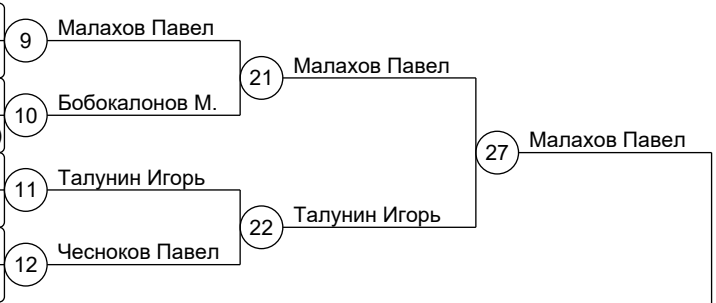 9
Малахов Павел
21
Малахов Павел
10
Бобокалонов М.
27
Малахов Павел
11
Талунин Игорь
22
Талунин Игорь
12
Чесноков Павел